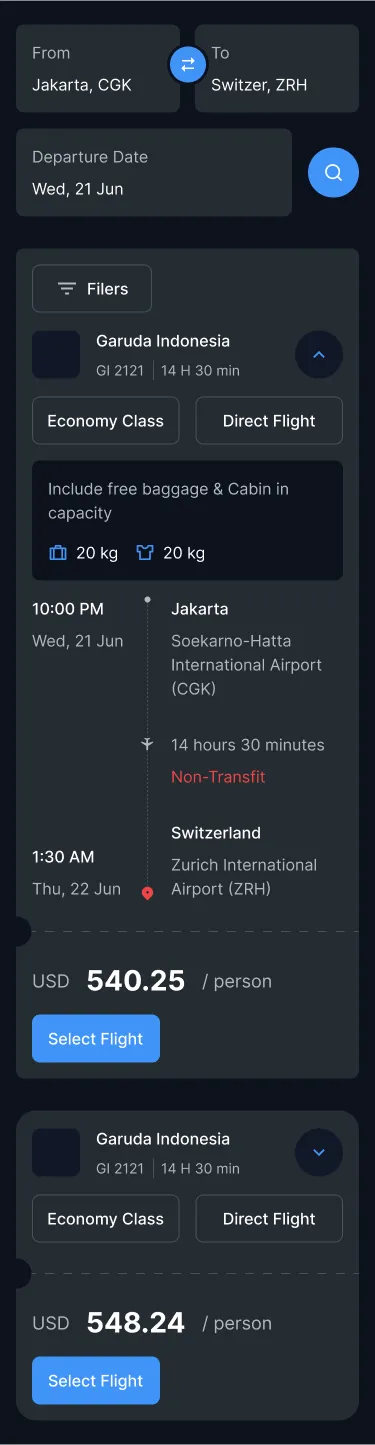 From
Jakarta, CGK
To
Switzer, ZRH
Departure Date
Wed, 21 Jun
Filers
Garuda Indonesia
GI 2121 14 H 30 min
Economy Class
Direct Flight
Include free baggage & Cabin in
capacity
20 kg 20 kg
10:00 PM
Wed, 21 Jun
Jakarta
Soekarno-Hatta
International Airport
(CGK)
14 hours 30 minutes
Non-Transfit
1:30 AM
Thu, 22 Jun
Switzerland
Zurich International
Airport (ZRH)
USD 540.25 / person
Select Flight
Garuda Indonesia
GI 2121 14 H 30 min
Economy Class
Direct Flight
USD 548.24 / person
Select Flight